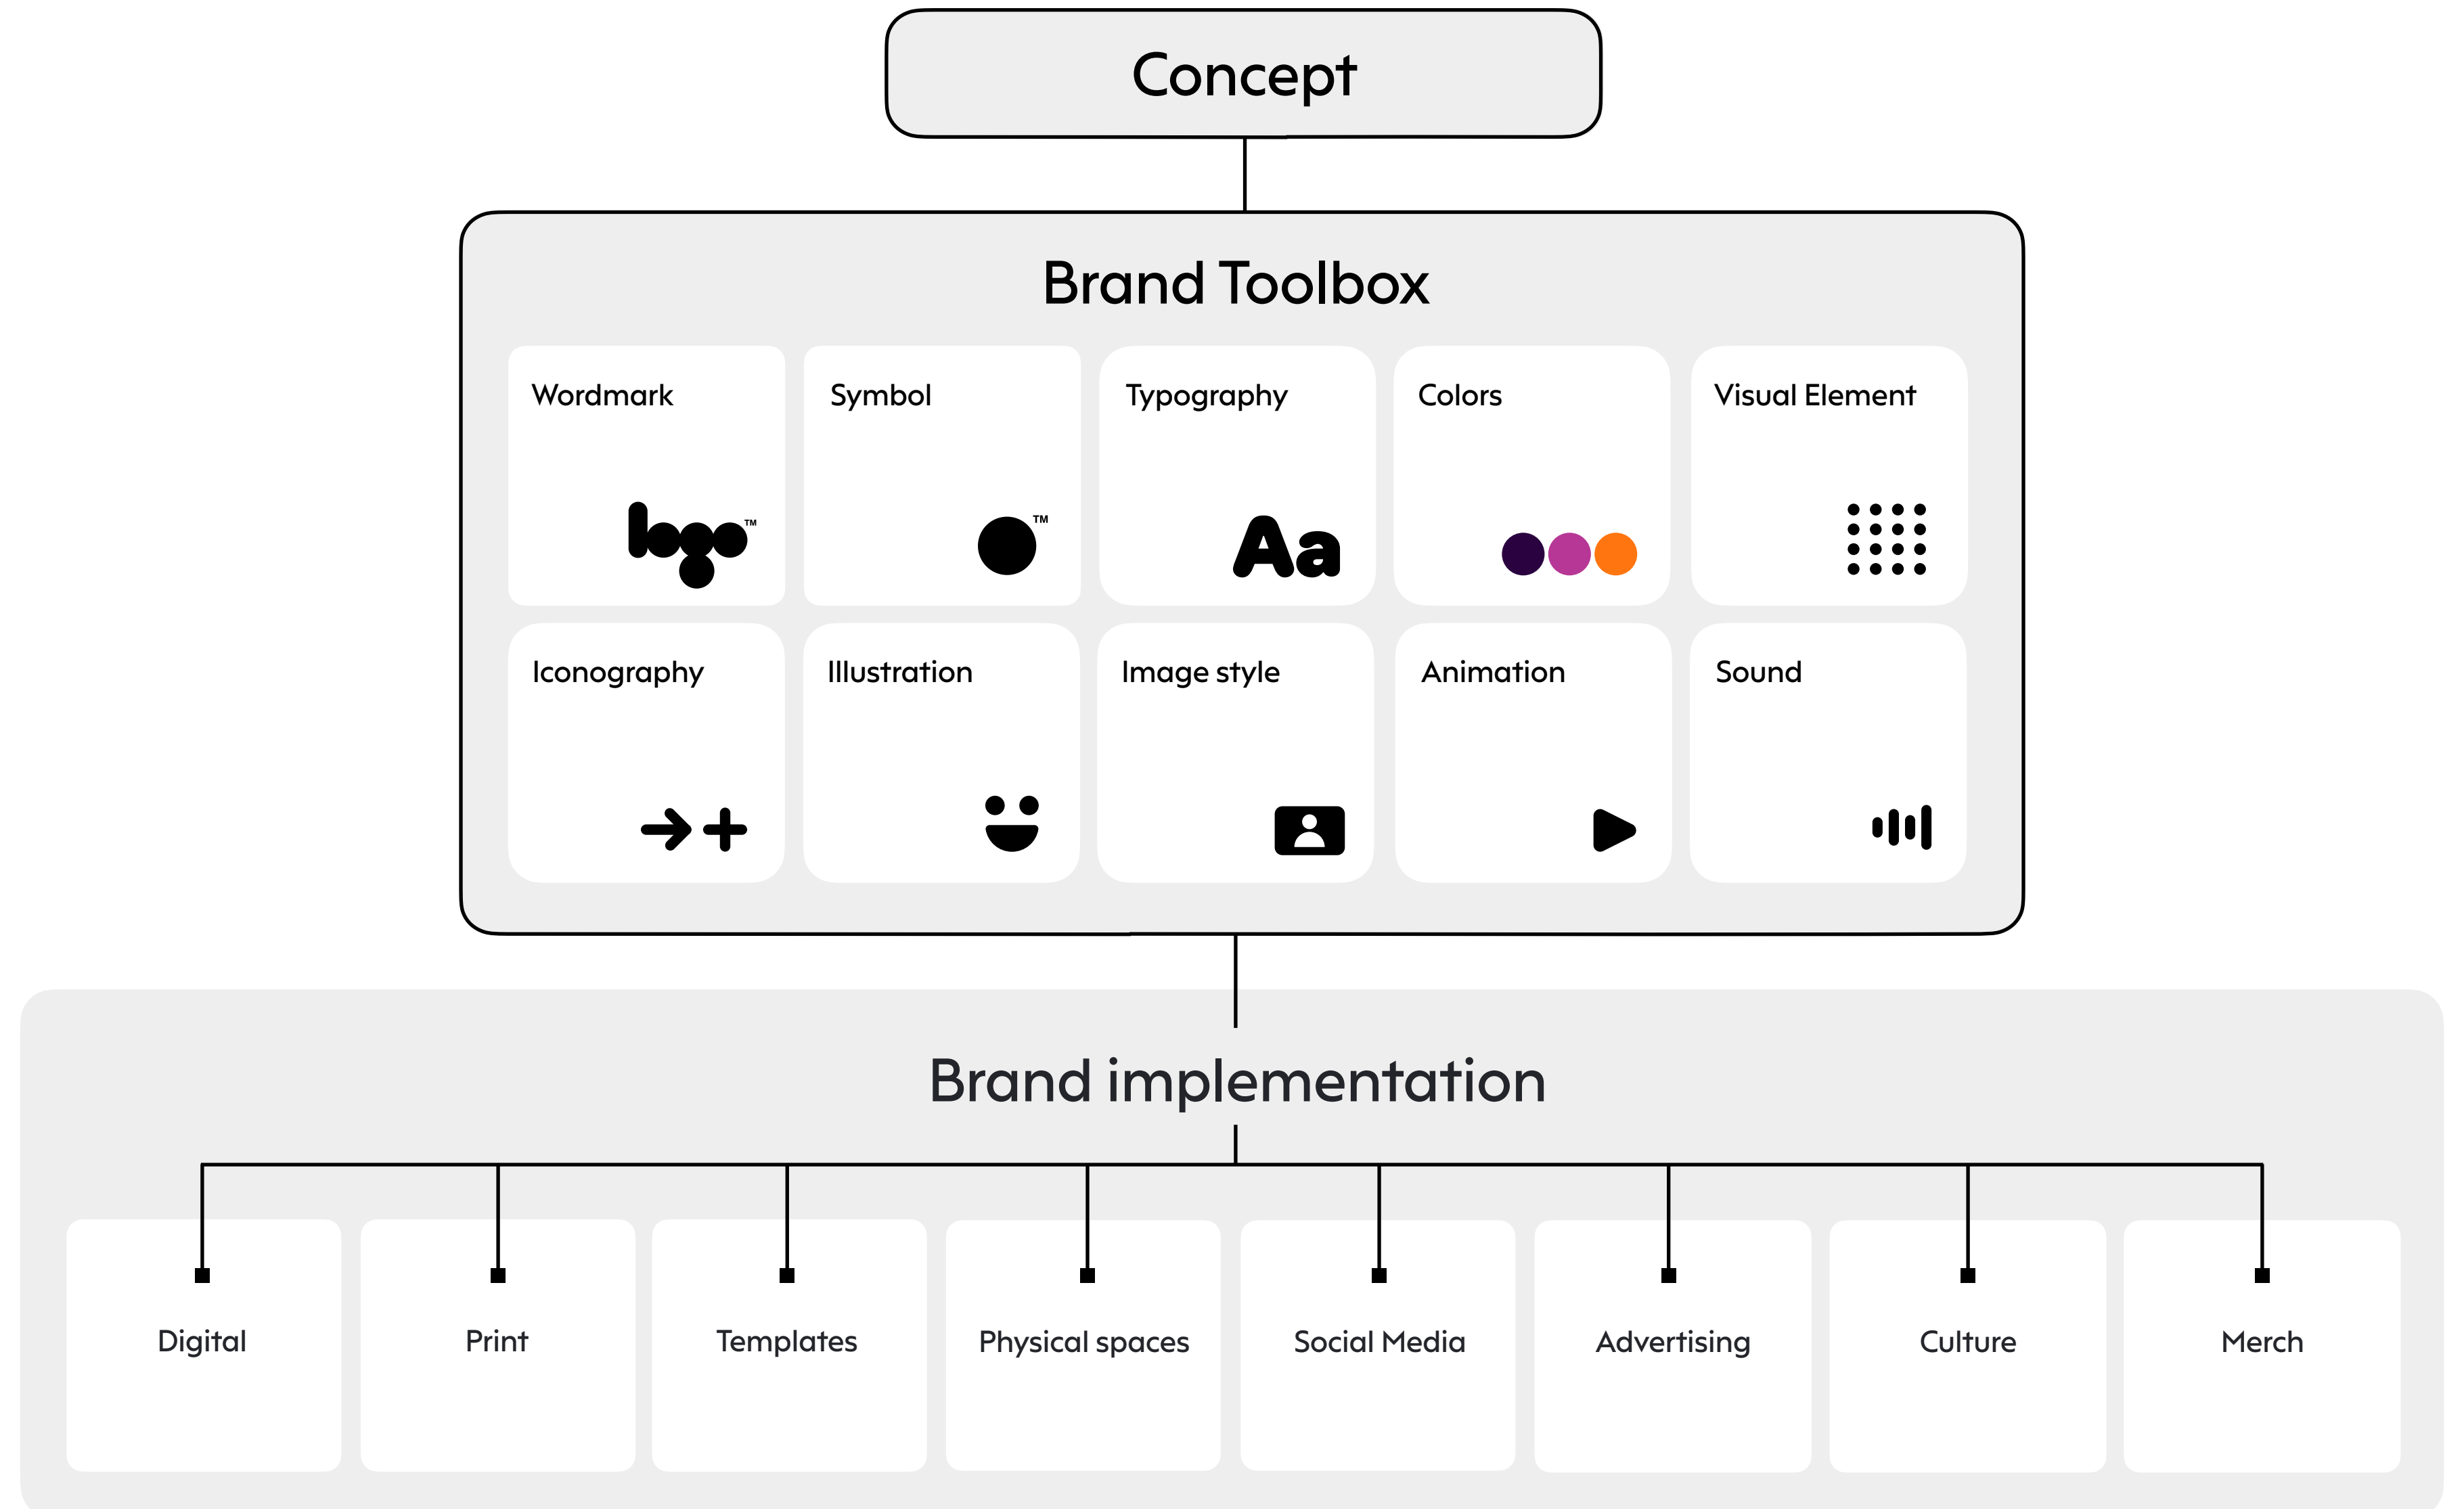 Concept
Brand Toolbox
Wordmark
Symbol
Typography
Colors
Visual Element
logo™
™
Aa
Iconography
Illustration
Image style
Animation
Sound
Brand implementation
Digital
Print
Templates
Physical spaces
Social Media
Advertising
Culture
Merch